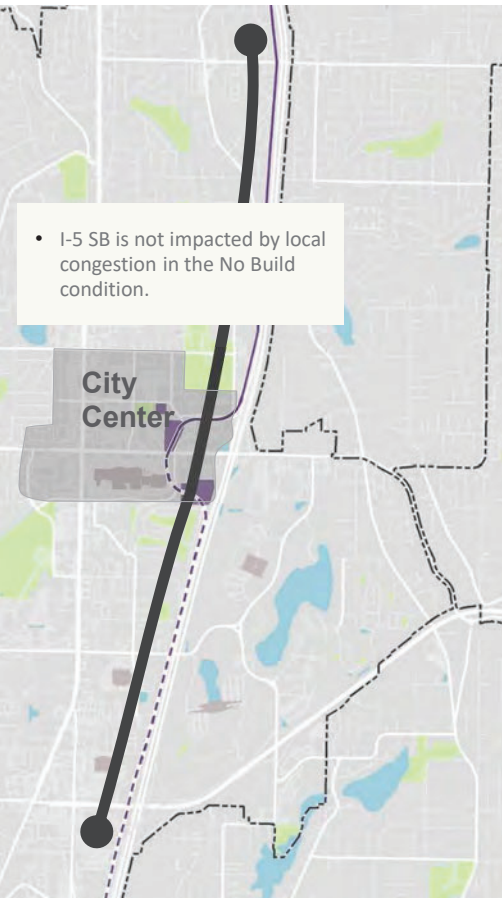 • I-5 SB is not impacted by local
congestion in the No Build
condition.
City
Center